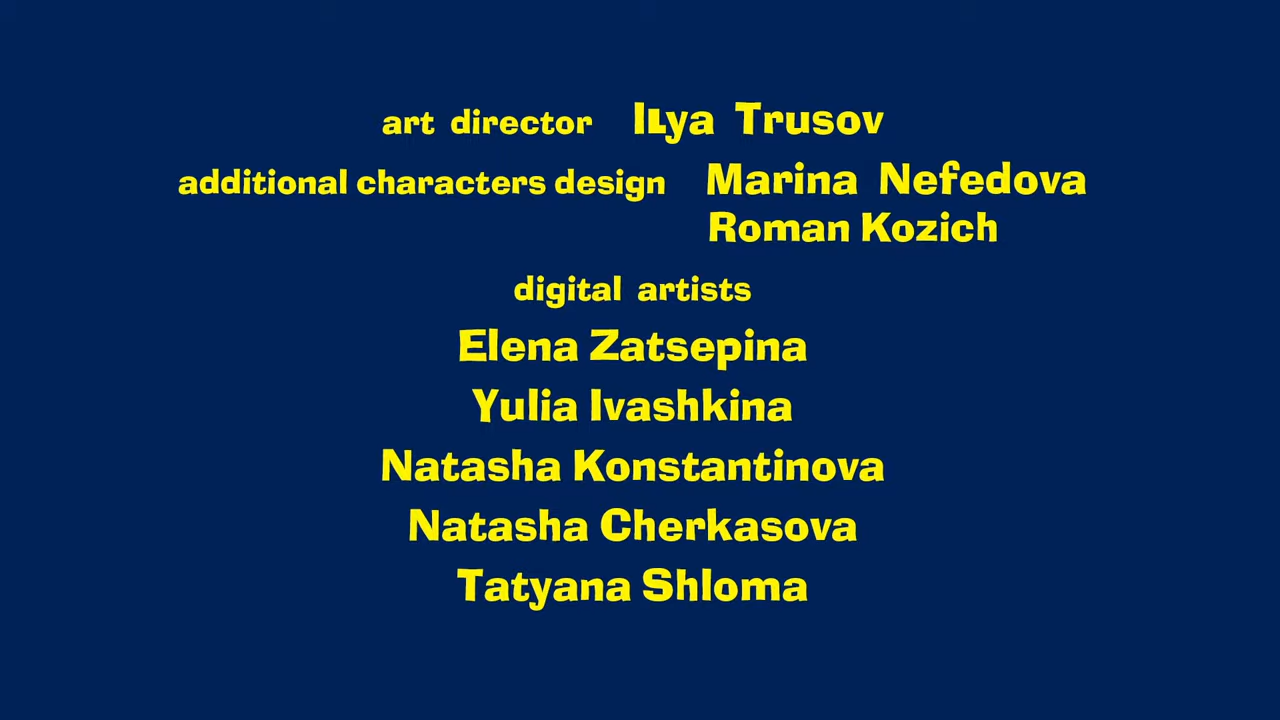 art director ILya Trusov
additional characters design Marina Nefedova
Roman Kozich
digital artists
Elena Zatsepina
Yulia Ivashkina
Natasha Konstantinova
Natasha Cherkasova
Tatyana Shloma